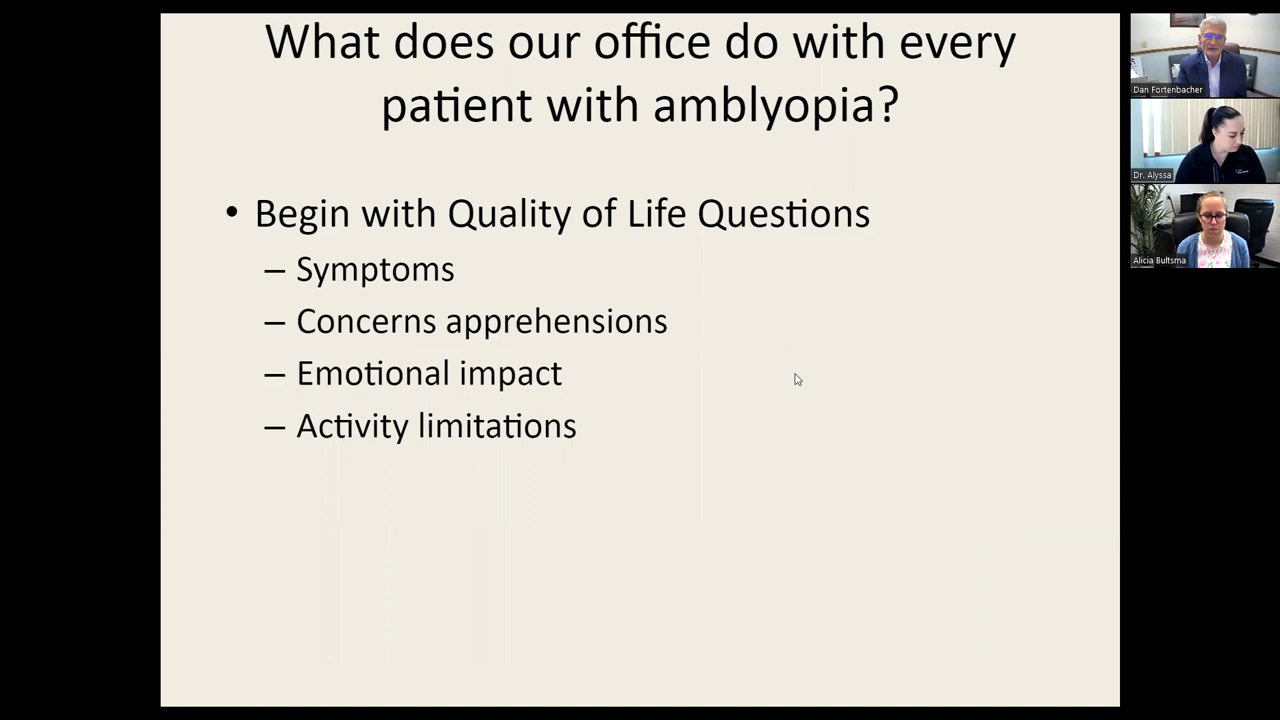 What does our office do with every
patient with amblyopia?
• Begin with Quality of Life Questions
– Symptoms
– Concerns apprehensions
– Emotional impact
– Activity limitations
Dan Fortenbacher
Dr. Alyssa
Alicia Bultsma